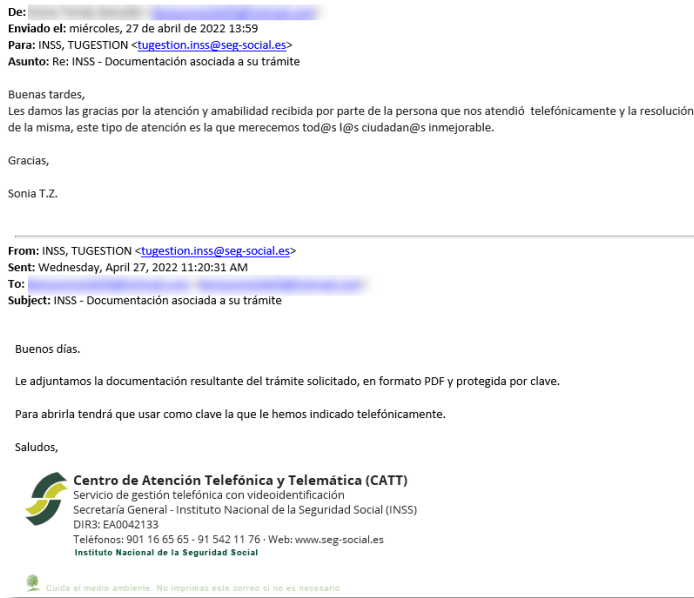 De:
Enviado el: miércoles, 27 de abril de 2022 13:59
Para: INSS, TUGESTION <tugestion.inss@seg-social.es>
Asunto: Re: INSS - Documentación asociada a su trámite
Buenas tardes,
Les damos las gracias por la atención y amabilidad recibida por parte de la persona que nos atendió telefónicamente y la resolución
de la misma, este tipo de atención es la que merecemos tod@s l@s ciudadan@s inmejorable.
Gracias,
Sonia T.Z.
From: INSS, TUGESTION <tugestion.inss@seg-social.es>
Sent: Wednesday, April 27, 2022 11:20:31 AM
To:
Subject: INSS - Documentación asociada a su trámite
Buenos días.
Le adjuntamos la documentación resultante del trámite solicitado, en formato PDF y protegida por clave.
Para abrirla tendrá que usar como clave la que le hemos indicado telefónicamente.
Saludos,
Centro de Atención Telefónica y Telemática (CATT)
Servicio de gestión telefónica con videoidentificación
Secretaría General - Instituto Nacional de la Seguridad Social (INSS)
DIR3: EA0042133
Teléfonos: 901 16 65 65 - 91 542 11 76 · Web: www.seg-social.es
Instituto Nacional de la Seguridad Social
Cuida el medio ambiente. No imprimas este correo si no es necesario